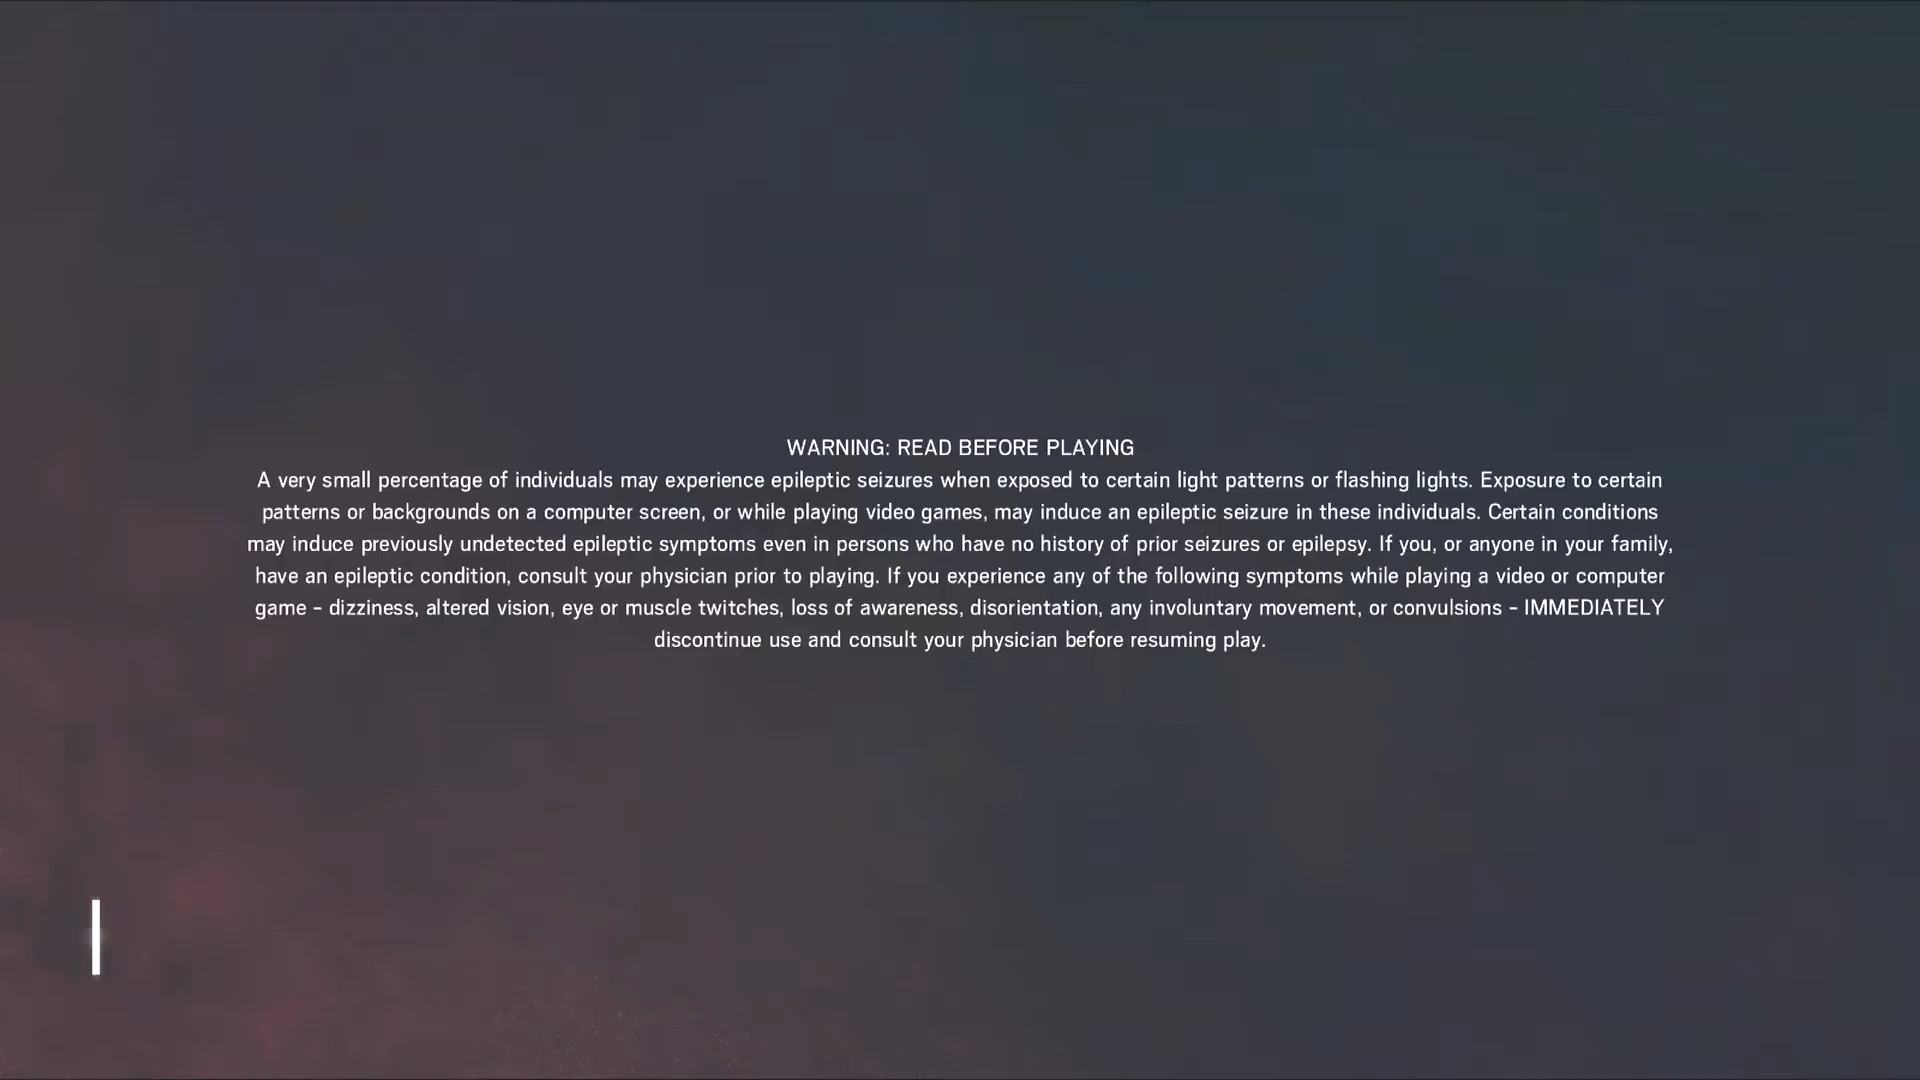 WARNING: READ BEFORE PLAYING
A very small percentage of individuals may experience epileptic seizures when exposed to certain light patterns or flashing lights. Exposure to certain
patterns or backgrounds on a computer screen, or while playing video games, may induce an epileptic seizure in these individuals. Certain conditions
may induce previously undetected epileptic symptoms even in persons who have no history of prior seizures or epilepsy. If you, or anyone in your family,
have an epileptic condition, consult your physician prior to playing. If you experience any of the following symptoms while playing a video or computer
game – dizziness, altered vision, eye or muscle twitches, loss of awareness, disorientation, any involuntary movement, or convulsions – IMMEDIATELY
discontinue use and consult your physician before resuming play.